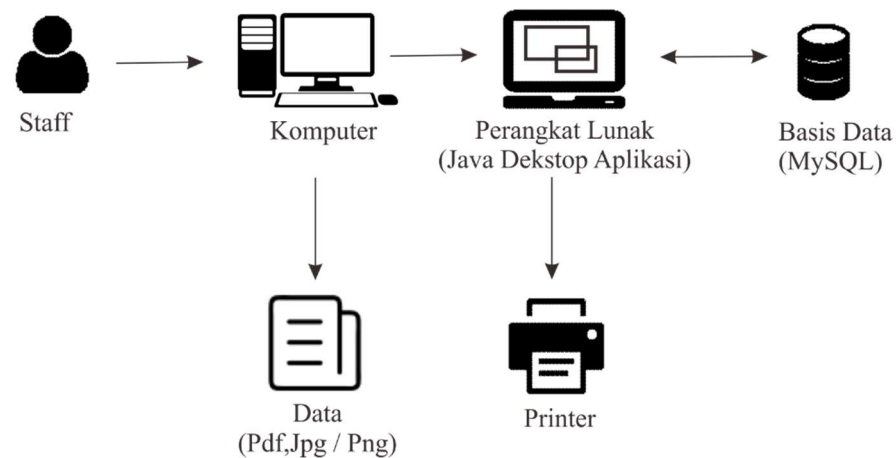 Staff
Komputer
Perangkat Lunak
(Java Dekstop Aplikasi)
Basis Data
(MySQL)
Data
(Pdf,Jpg / Png)
Printer